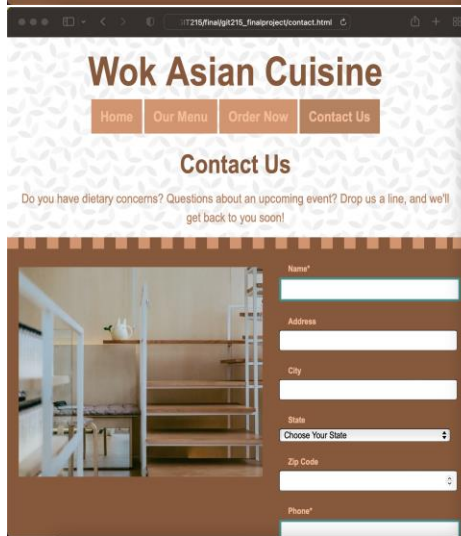 GIT215/final/git215_finalproject/contact.html
Wok Asian Cuisine
Home Our Menu Order Now Contact Us
Contact Us
Do you have dietary concerns? Questions about an upcoming event? Drop us a line, and we'll
get back to you soon!
Name*
Address
City
State
Choose Your State
Zip Code
Phone*